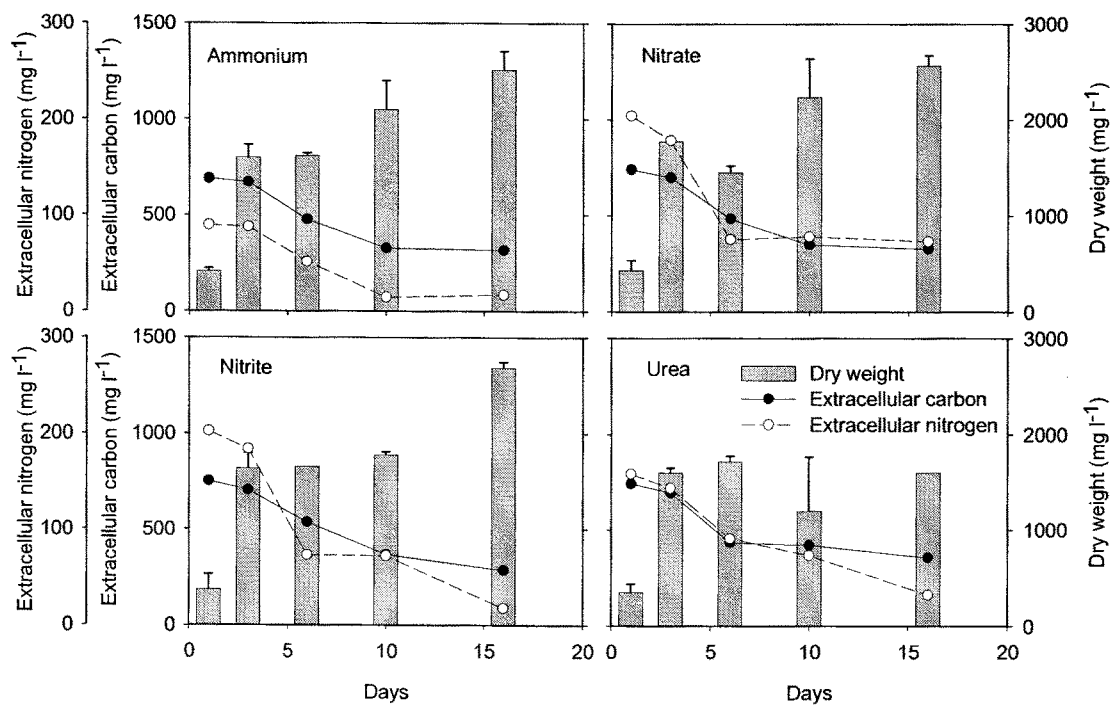 Ammonium
Nitrate
Nitrite
Urea
Dry weight
Extracellular carbon
Extracellular nitrogen
Extracellular nitrogen (mg l-1)
300
200
100
0
Extracellular carbon (mg l-1)
1500
1000
500
0
3000
2000
1000
0
Dry weight (mg l-1)
Extracellular nitrogen (mg l-1)
300
200
100
0
Extracellular carbon (mg l-1)
1500
1000
500
0
3000
2000
1000
0
Dry weight (mg l-1)
0 5 10 15 20
0 5 10 15 20
Days
Days